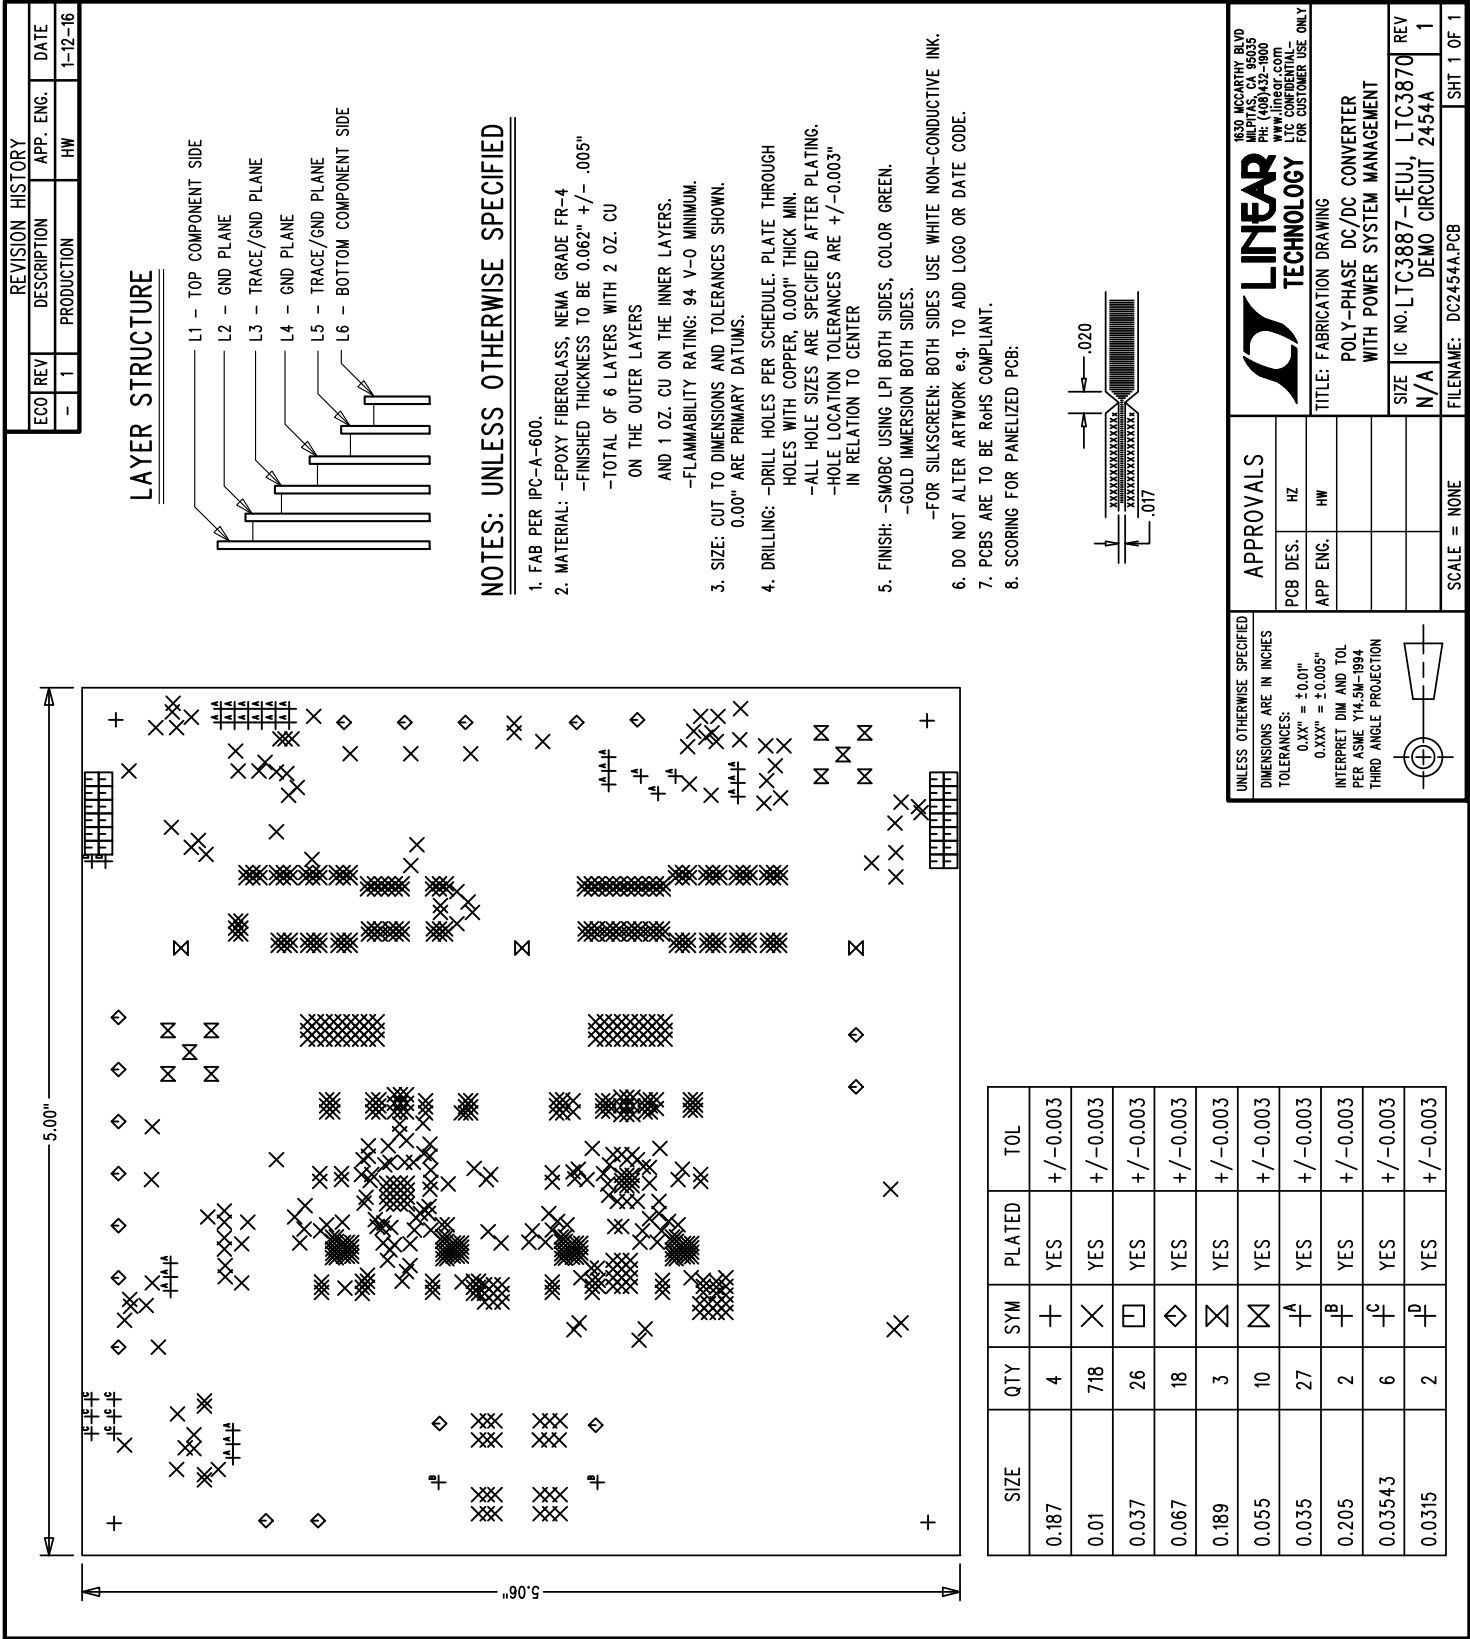 REVISION HISTORY
ECO REV DESCRIPTION APP. ENG. DATE
- 1 PRODUCTION HW 1-12-16
LAYER STRUCTURE
L1 - TOP COMPONENT SIDE
L2 - GND PLANE
L3 - TRACE/GND PLANE
L4 - GND PLANE
L5 - TRACE/GND PLANE
L6 - BOTTOM COMPONENT SIDE
NOTES: UNLESS OTHERWISE SPECIFIED
1. FAB PER IPC-A-600.
2. MATERIAL: -EPOXY FIBERGLASS, NEMA GRADE FR-4
-FINISHED THICKNESS TO BE 0.062" +/- .005"
-TOTAL OF 6 LAYERS WITH 2 OZ. CU
ON THE OUTER LAYERS
AND 1 OZ. CU ON THE INNER LAYERS.
-FLAMMABILITY RATING: 94 V-O MINIMUM.
3. SIZE: CUT TO DIMENSIONS AND TOLERANCES SHOWN.
0.00" ARE PRIMARY DATUMS.
4. DRILLING: -DRILL HOLES PER SCHEDULE. PLATE THROUGH
HOLES WITH COPPER, 0.001" THICK MIN.
-ALL HOLE SIZES ARE SPECIFIED AFTER PLATING.
-HOLE LOCATION TOLERANCES ARE +/-0.003"
IN RELATION TO CENTER
5. FINISH: -SMOBC USING LPI BOTH SIDES, COLOR GREEN.
-GOLD IMMERSION BOTH SIDES.
-FOR SILKSCREEN: BOTH SIDES USE WHITE NON-CONDUCTIVE INK.
6. DO NOT ALTER ARTWORK e.g. TO ADD LOGO OR DATE CODE.
7. PCBS ARE TO BE RoHS COMPLIANT.
8. SCORING FOR PANELIZED PCB:
.020
XXXXXXXXXXXXXX
XXXXXXXXXXXXXX
.017
5.00"
5.06"
SIZE QTY SYM PLATED TOL
0.187 4 YES +/-0.003
0.01 718 YES +/-0.003
0.037 26 YES +/-0.003
0.067 18 YES +/-0.003
0.189 3 YES +/-0.003
0.055 10 YES +/-0.003
0.035 27 A YES +/-0.003
0.205 2 B YES +/-0.003
0.03543 6 C YES +/-0.003
0.0315 2 D YES +/-0.003
UNLESS OTHERWISE SPECIFIED
DIMENSIONS ARE IN INCHES
TOLERANCES:
0.XX" = ±0.01"
0.XXX" = ±0.005"
INTERPRET DIM AND TOL
PER ASME Y14.5M-1994
THIRD ANGLE PROJECTION
APPROVALS
PCB DES. HZ
APP ENG. HW
SCALE = NONE
LINEAR
TECHNOLOGY
1630 MCCARTHY BLVD
MILPITAS, CA 95035
PH: (408)432-1900
www.linear.com
LTC CONFIDENTIAL-
FOR CUSTOMER USE ONLY
TITLE: FABRICATION DRAWING
POLY-PHASE DC/DC CONVERTER
WITH POWER SYSTEM MANAGEMENT
SIZE
N/A
IC NO. LTC3887-1EUJ, LTC3870
DEMO CIRCUIT 2454A
REV
1
FILENAME: DC2454A.PCB
SHT 1 OF 1